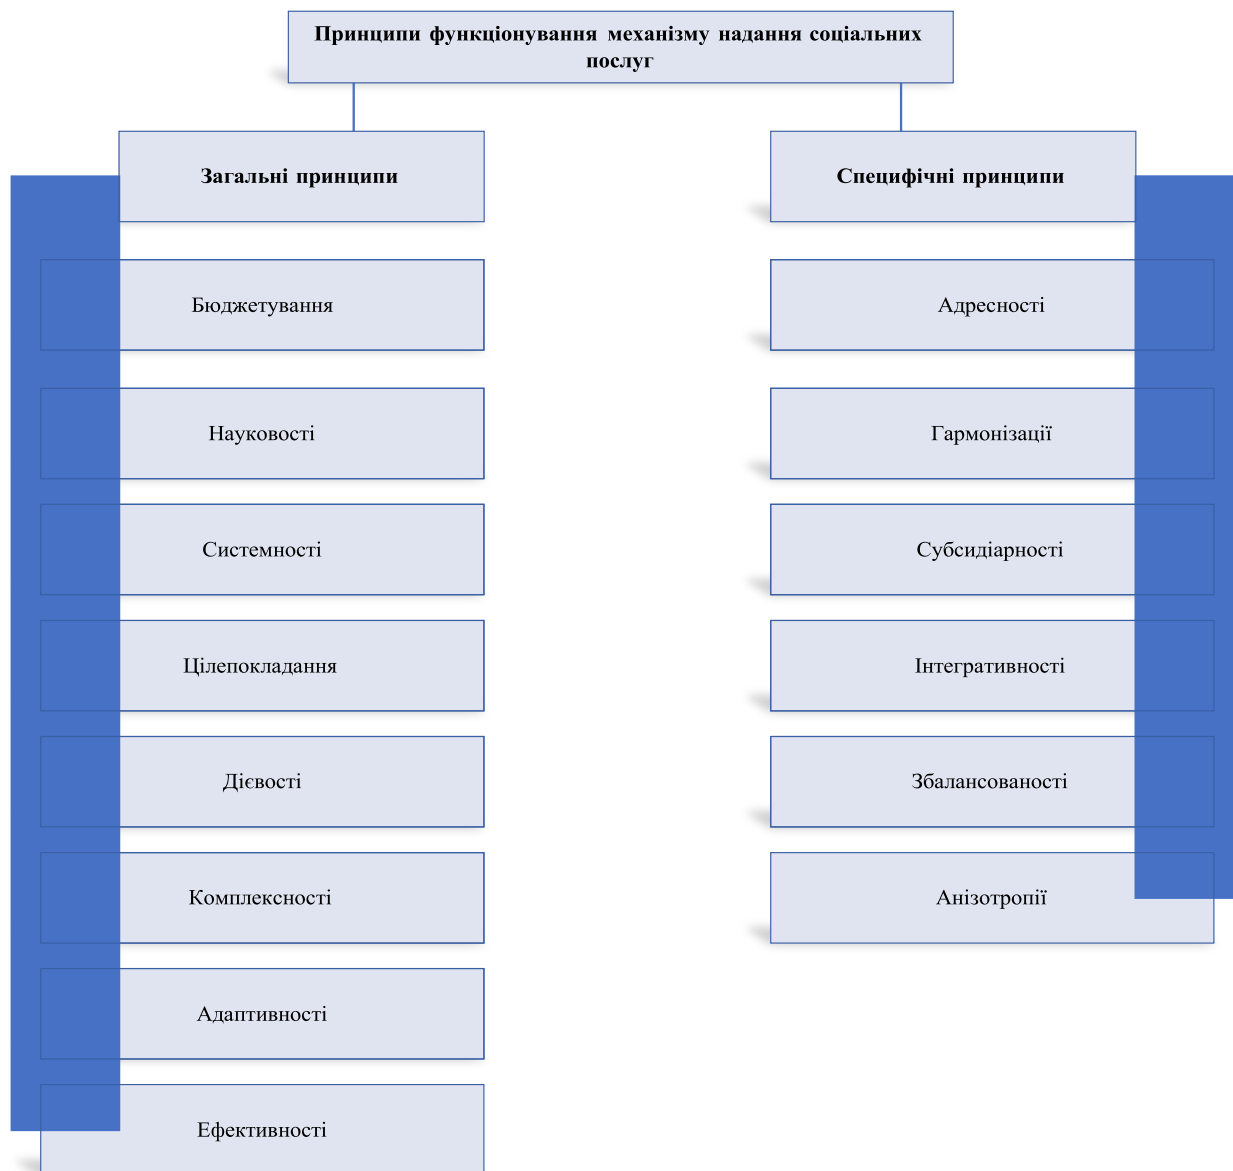 Принципи функціонування механізму надання соціальних
послуг
Загальні принципи
Бюджетування
Науковості
Системності
Цілепокладання
Дієвості
Комплексності
Адаптивності
Ефективності
Специфічні принципи
Адресності
Гармонізації
Субсидіарності
Інтегративності
Збалансованості
Анізотропії